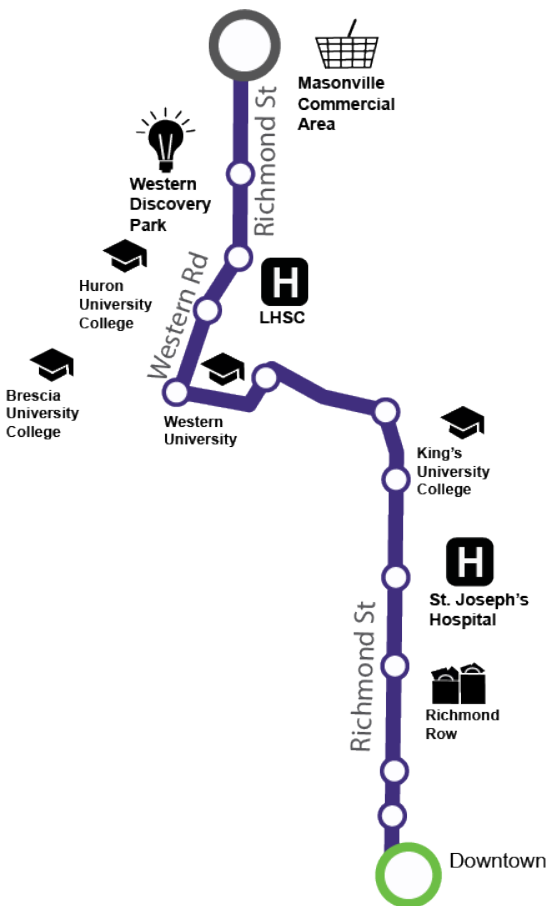 Masonville
Commercial
Area
Richmond St
Western
Discovery
Park
Huron
University
College
Western Rd
H
LHSC
Brescia
University
College
Western
University
King's
University
College
H
St. Joseph's
Hospital
Richmond St
Richmond
Row
Downtown